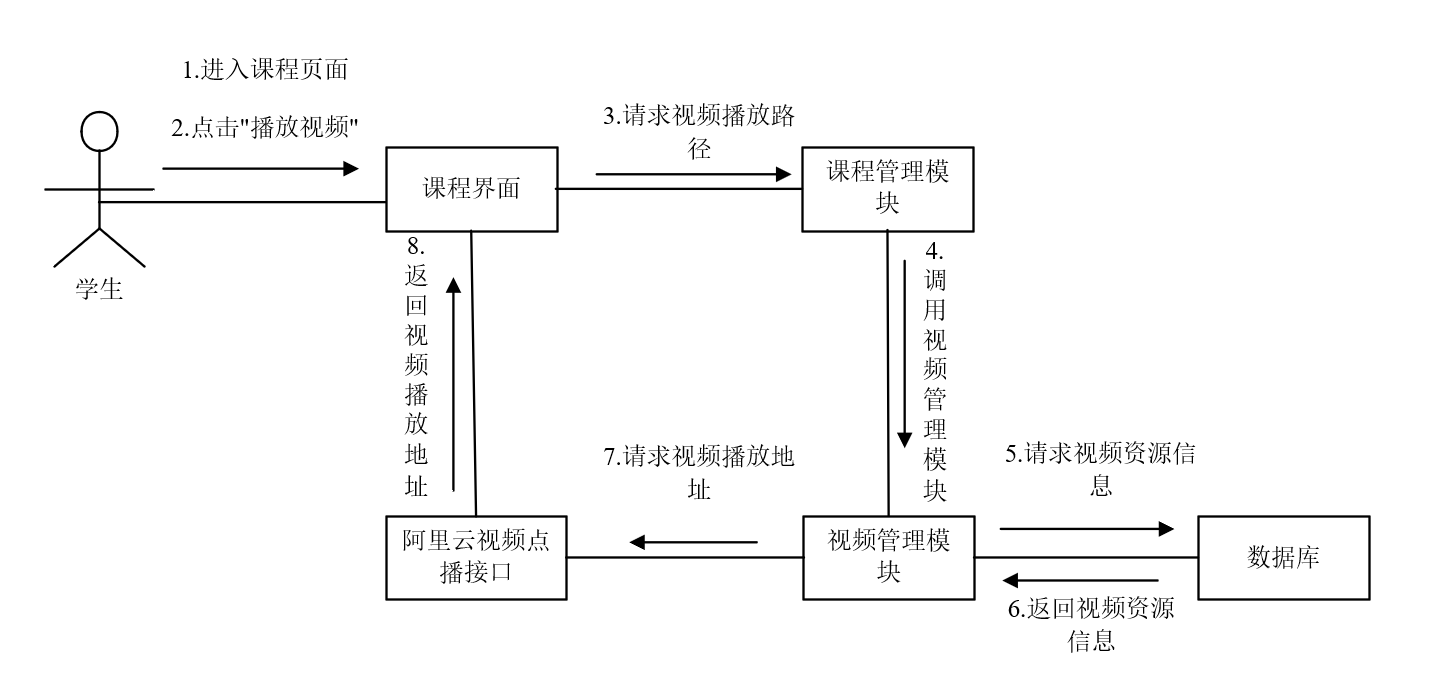 1.进入课程页面
2.点击"播放视频"
3.请求视频播放路
径
课程界面
课程管理模
块
学生
8.
返
回
视
频
播
放
地
址
4.
调
用
视
频
管
理
模
块
7.请求视频播放地
址
5.请求视频资源信
息
阿里云视频点
播接口
视频管理模
块
数据库
6.返回视频资源
信息